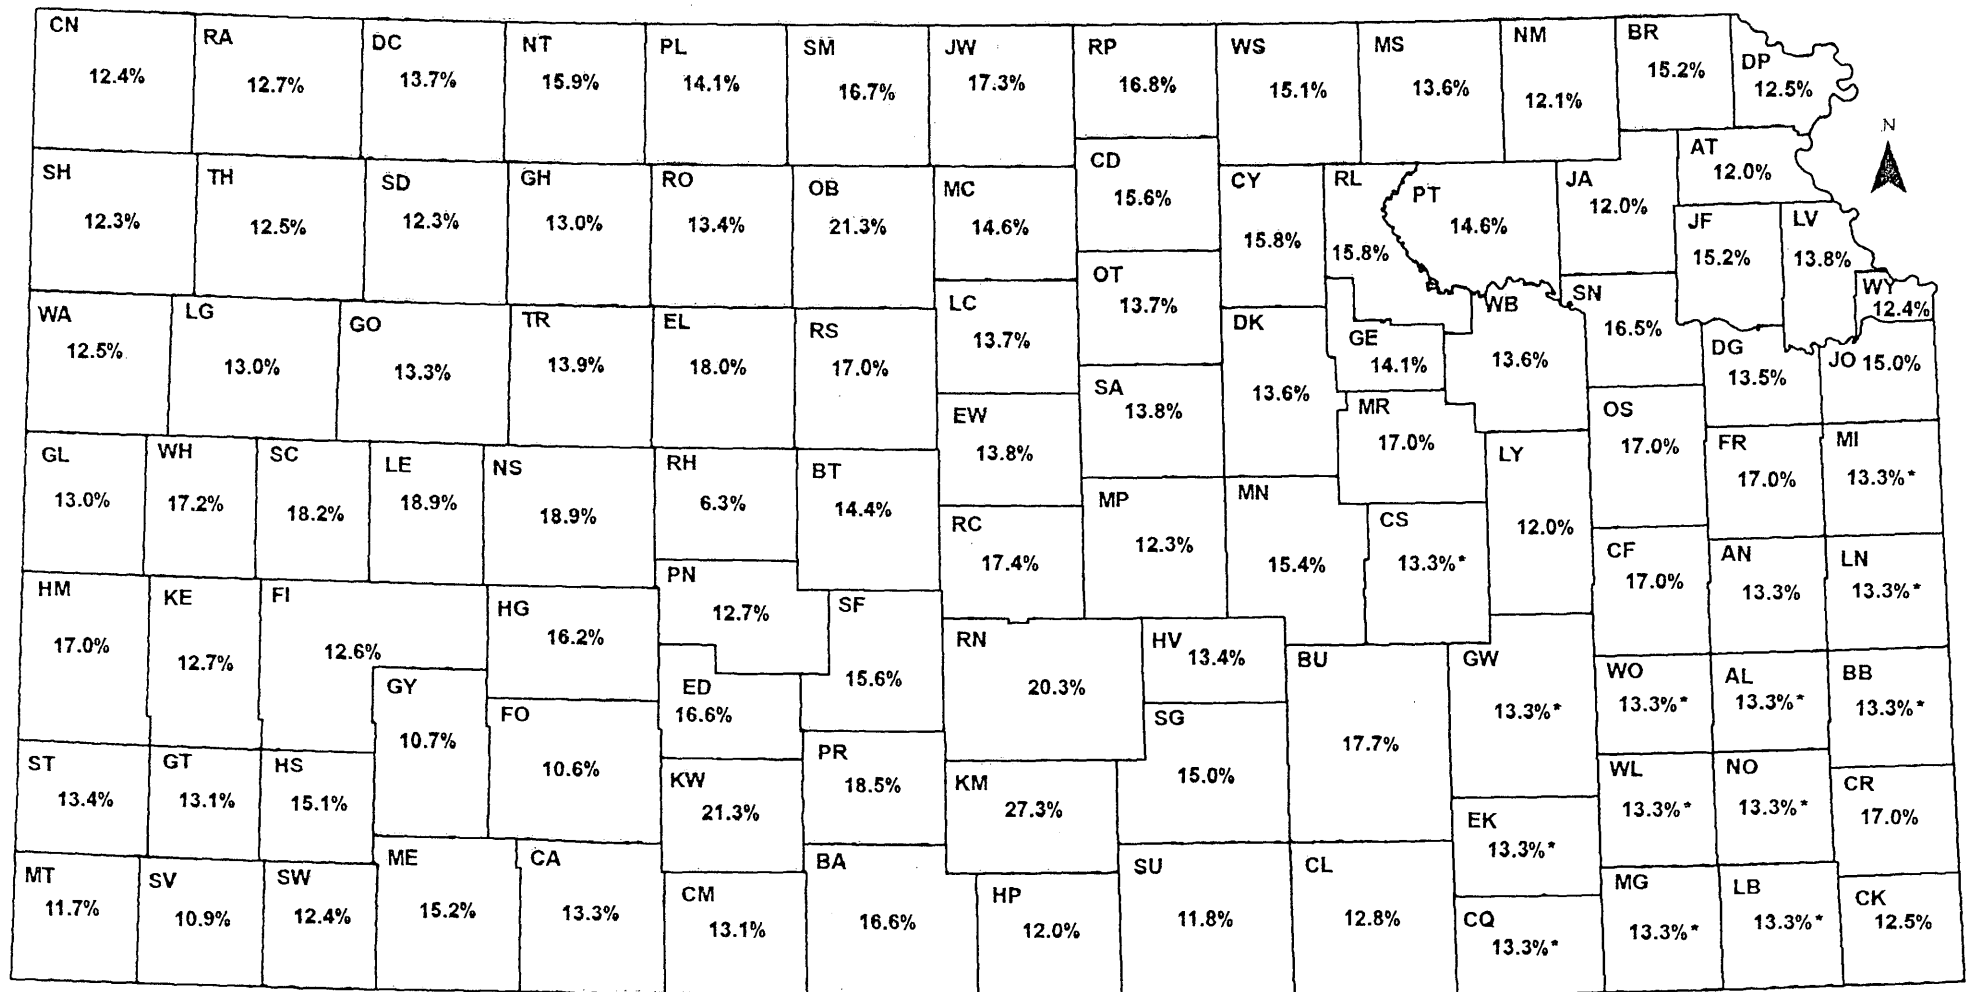 CN 12.4%
RA 12.7%
DC 13.7%
NT 15.9%
PL 14.1%
SM 16.7%
JW 17.3%
RP 16.8%
WS 15.1%
MS 13.6%
NM 12.1%
BR 15.2%
DP 12.5%
N
SH 12.3%
TH 12.5%
SD 12.3%
GH 13.0%
RO 13.4%
OB 21.3%
MC 14.6%
CD 15.6%
CY 15.8%
RL 15.8%
PT 14.6%
JA 12.0%
AT 12.0%
JF 15.2%
LV 13.8%
WY 12.4%
WA 12.5%
LG 13.0%
GO 13.3%
TR 13.9%
EL 18.0%
RS 17.0%
LC 13.7%
OT 13.7%
DK 13.6%
GE 14.1%
WB 13.6%
SN 16.5%
DG 13.5%
JO 15.0%
EW 13.8%
SA 13.8%
MR 17.0%
LY 12.0%
OS 17.0%
FR 17.0%
MI 13.3%*
GL 13.0%
WH 17.2%
SC 18.2%
LE 18.9%
NS 18.9%
RH 6.3%
BT 14.4%
RC 17.4%
MP 12.3%
MN 15.4%
CS 13.3%*
CF 17.0%
AN 13.3%
LN 13.3%*
HM 17.0%
KE 12.7%
FI 12.6%
HG 16.2%
PN 12.7%
SF 15.6%
RN 20.3%
HV 13.4%
BU 17.7%
GW 13.3%*
WO 13.3%*
AL 13.3%*
BB 13.3%*
GY 10.7%
FO 10.6%
ED 16.6%
SG 15.0%
ST 13.4%
GT 13.1%
HS 15.1%
KW 21.3%
PR 18.5%
KM 27.3%
EK 13.3%*
WL 13.3%*
NO 13.3%*
CR 17.0%
MT 11.7%
SV 10.9%
SW 12.4%
ME 15.2%
CA 13.3%
CM 13.1%
BA 16.6%
HP 12.0%
SU 11.8%
CL 12.8%
CQ 13.3%*
MG 13.3%*
LB 13.3%*
CK 12.5%